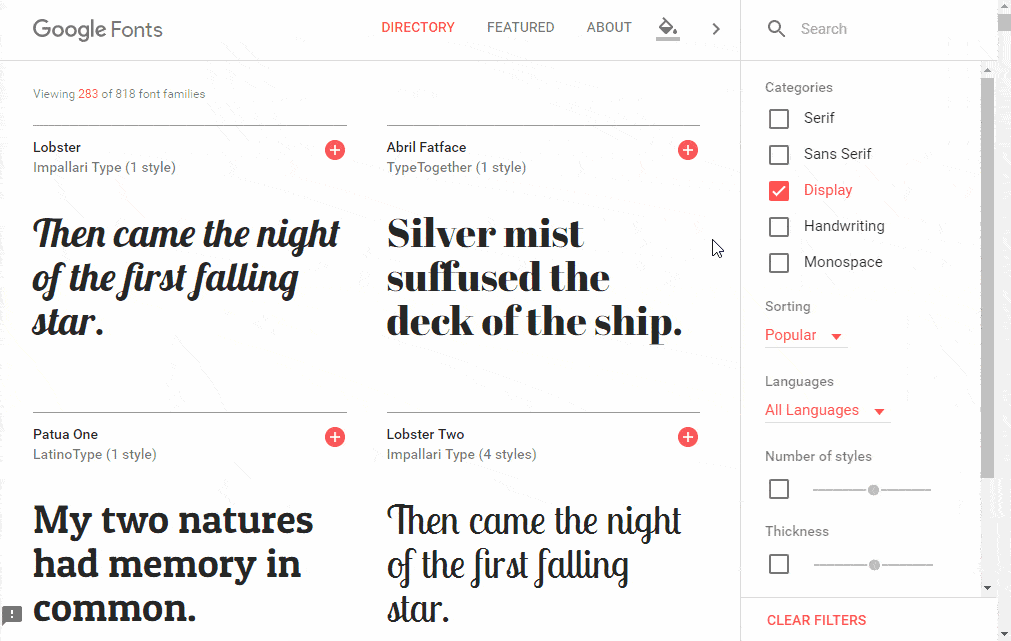 Google Fonts
DIRECTORY
FEATURED
ABOUT
Search
Viewing 283 of 818 font families
Lobster
Impallari Type (1 style)
Then came the night
of the first falling
star.
Abril Fatface
TypeTogether (1 style)
Silver mist
suffused the
deck of the ship.
Patua One
LatinoType (1 style)
My two natures
had memory in
common.
Lobster Two
Impallari Type (4 styles)
Then came the night
of the first falling
star.
Categories
Serif
Sans Serif
Display
Handwriting
Monospace
Sorting
Popular
Languages
All Languages
Number of styles
Thickness
CLEAR FILTERS